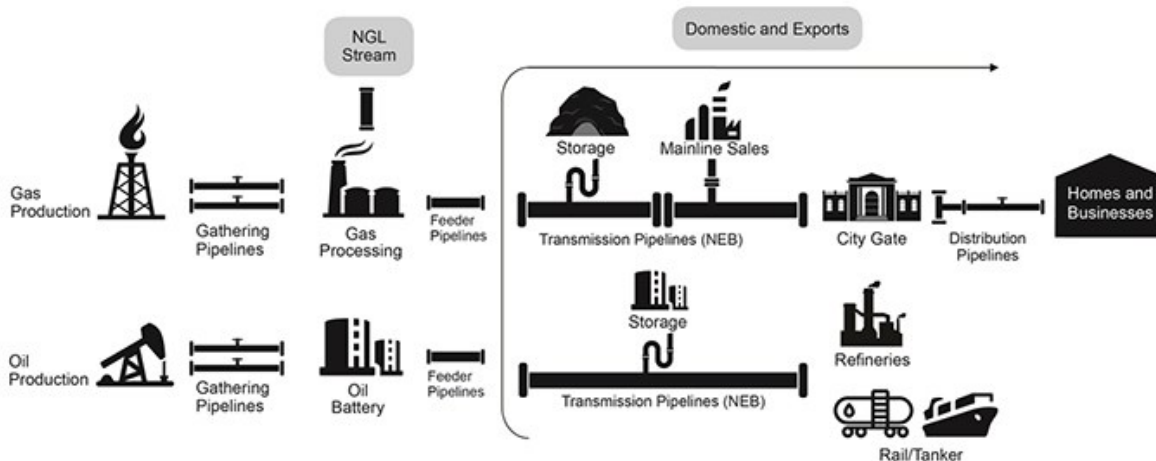 NGL
Stream
Domestic and Exports
Storage
Mainline Sales
Gas
Production
Gathering
Pipelines
Gas
Processing
Feeder
Pipelines
Transmission Pipelines (NEB)
City Gate
Distribution
Pipelines
Homes and
Businesses
Storage
Refineries
Oil
Production
Gathering
Pipelines
Oil
Battery
Feeder
Pipelines
Transmission Pipelines (NEB)
Rail/Tanker